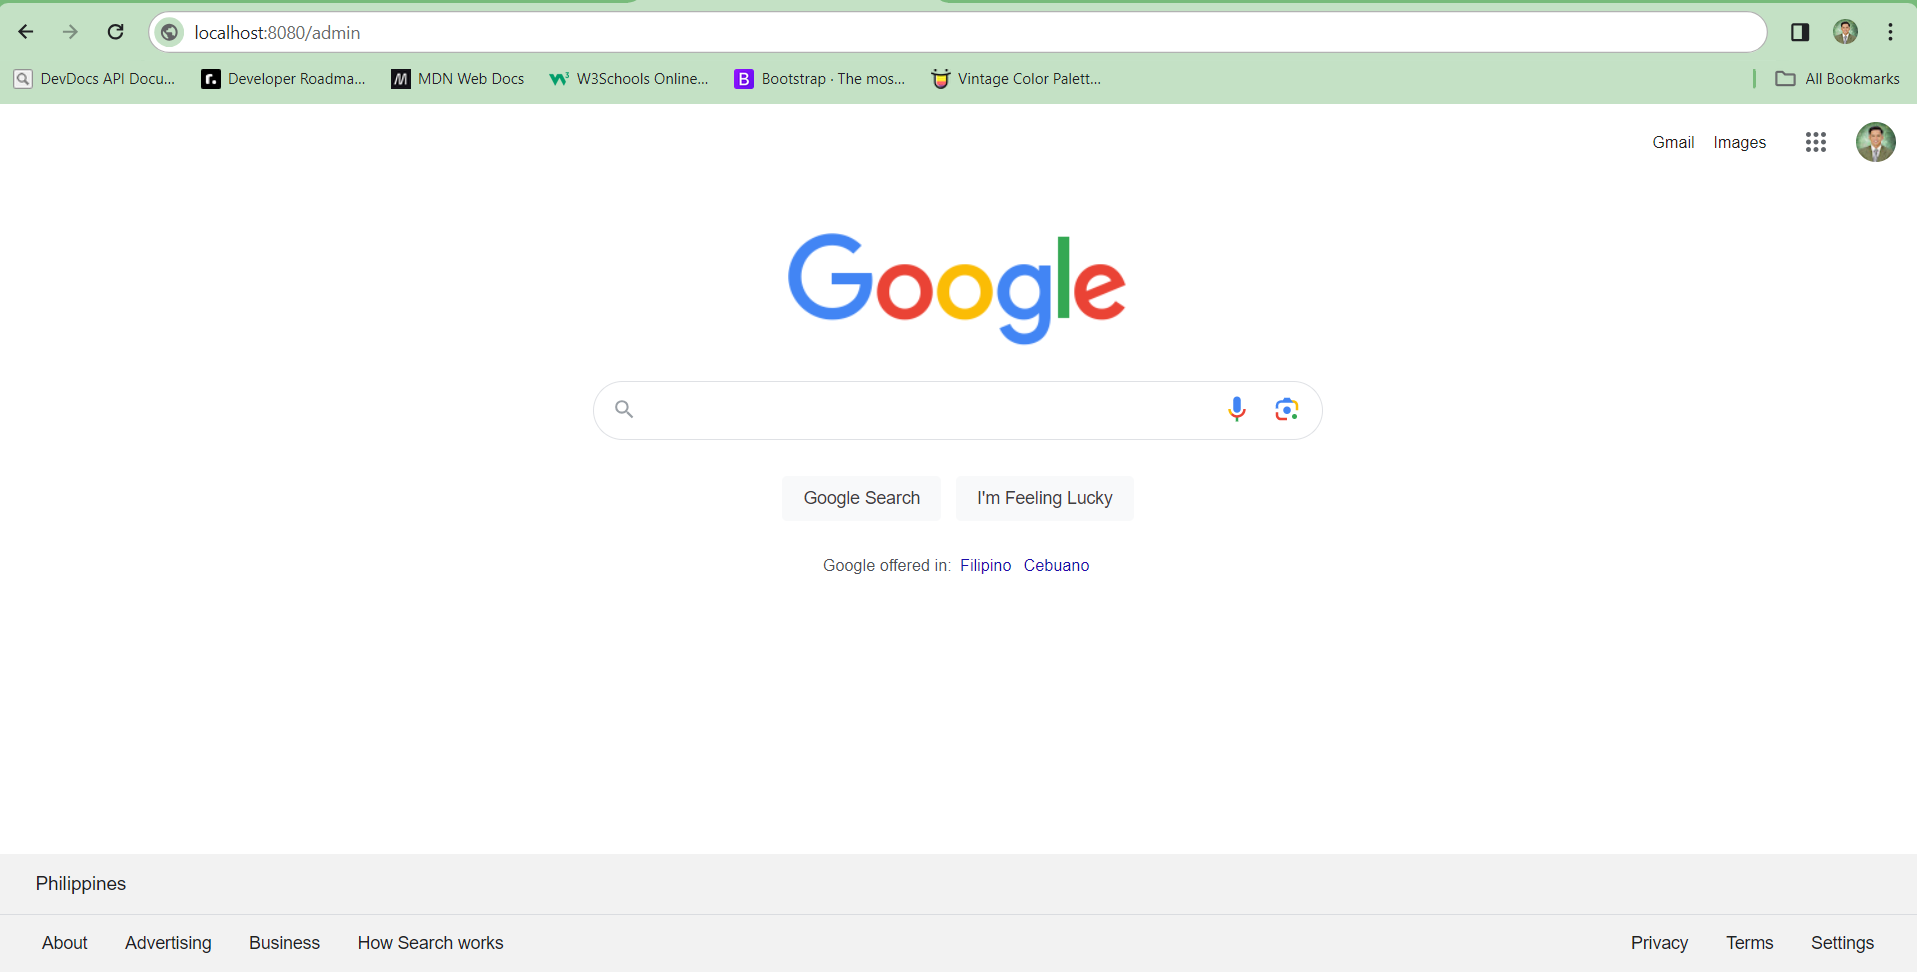 localhost:8080/admin
DevDocs API Docu... Developer Roadma... MDN Web Docs W3Schools Online... Bootstrap · The mos... Vintage Color Palett... All Bookmarks
Gmail Images
Google
Google Search I'm Feeling Lucky
Google offered in: Filipino Cebuano
Philippines
About Advertising Business How Search works Privacy Terms Settings